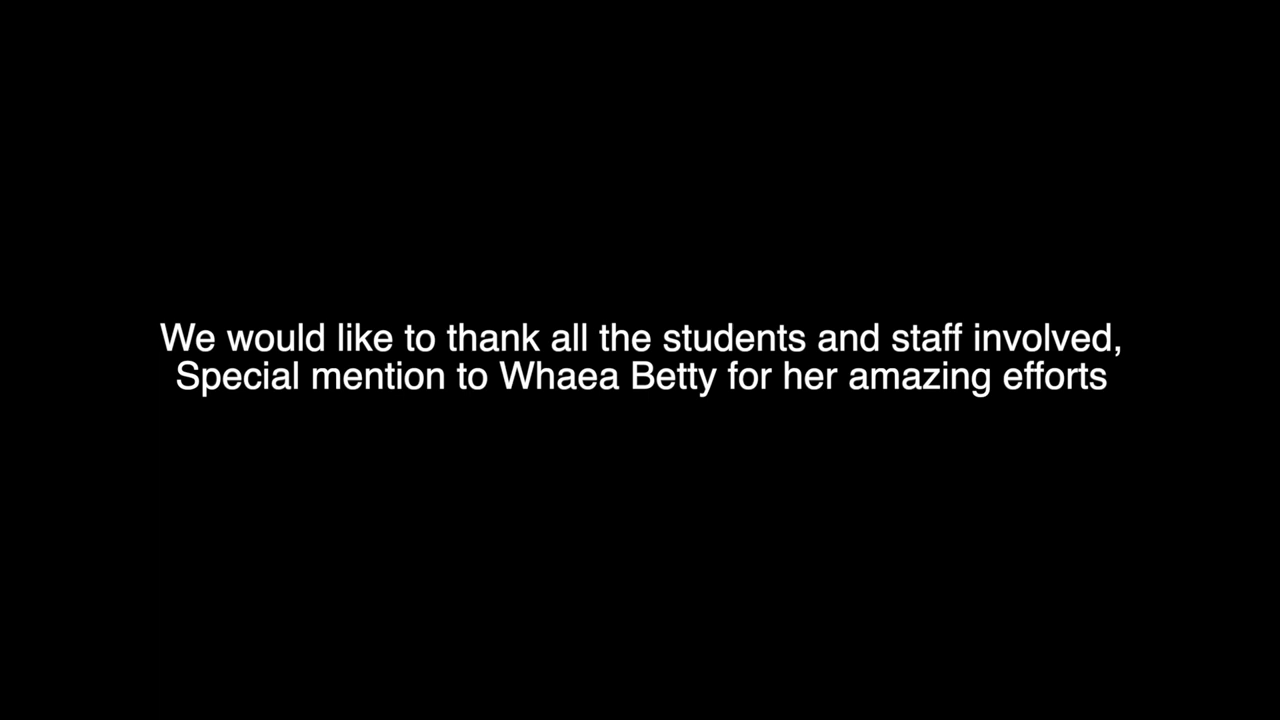 We would like to thank all the students and staff involved,
Special mention to Whaea Betty for her amazing efforts